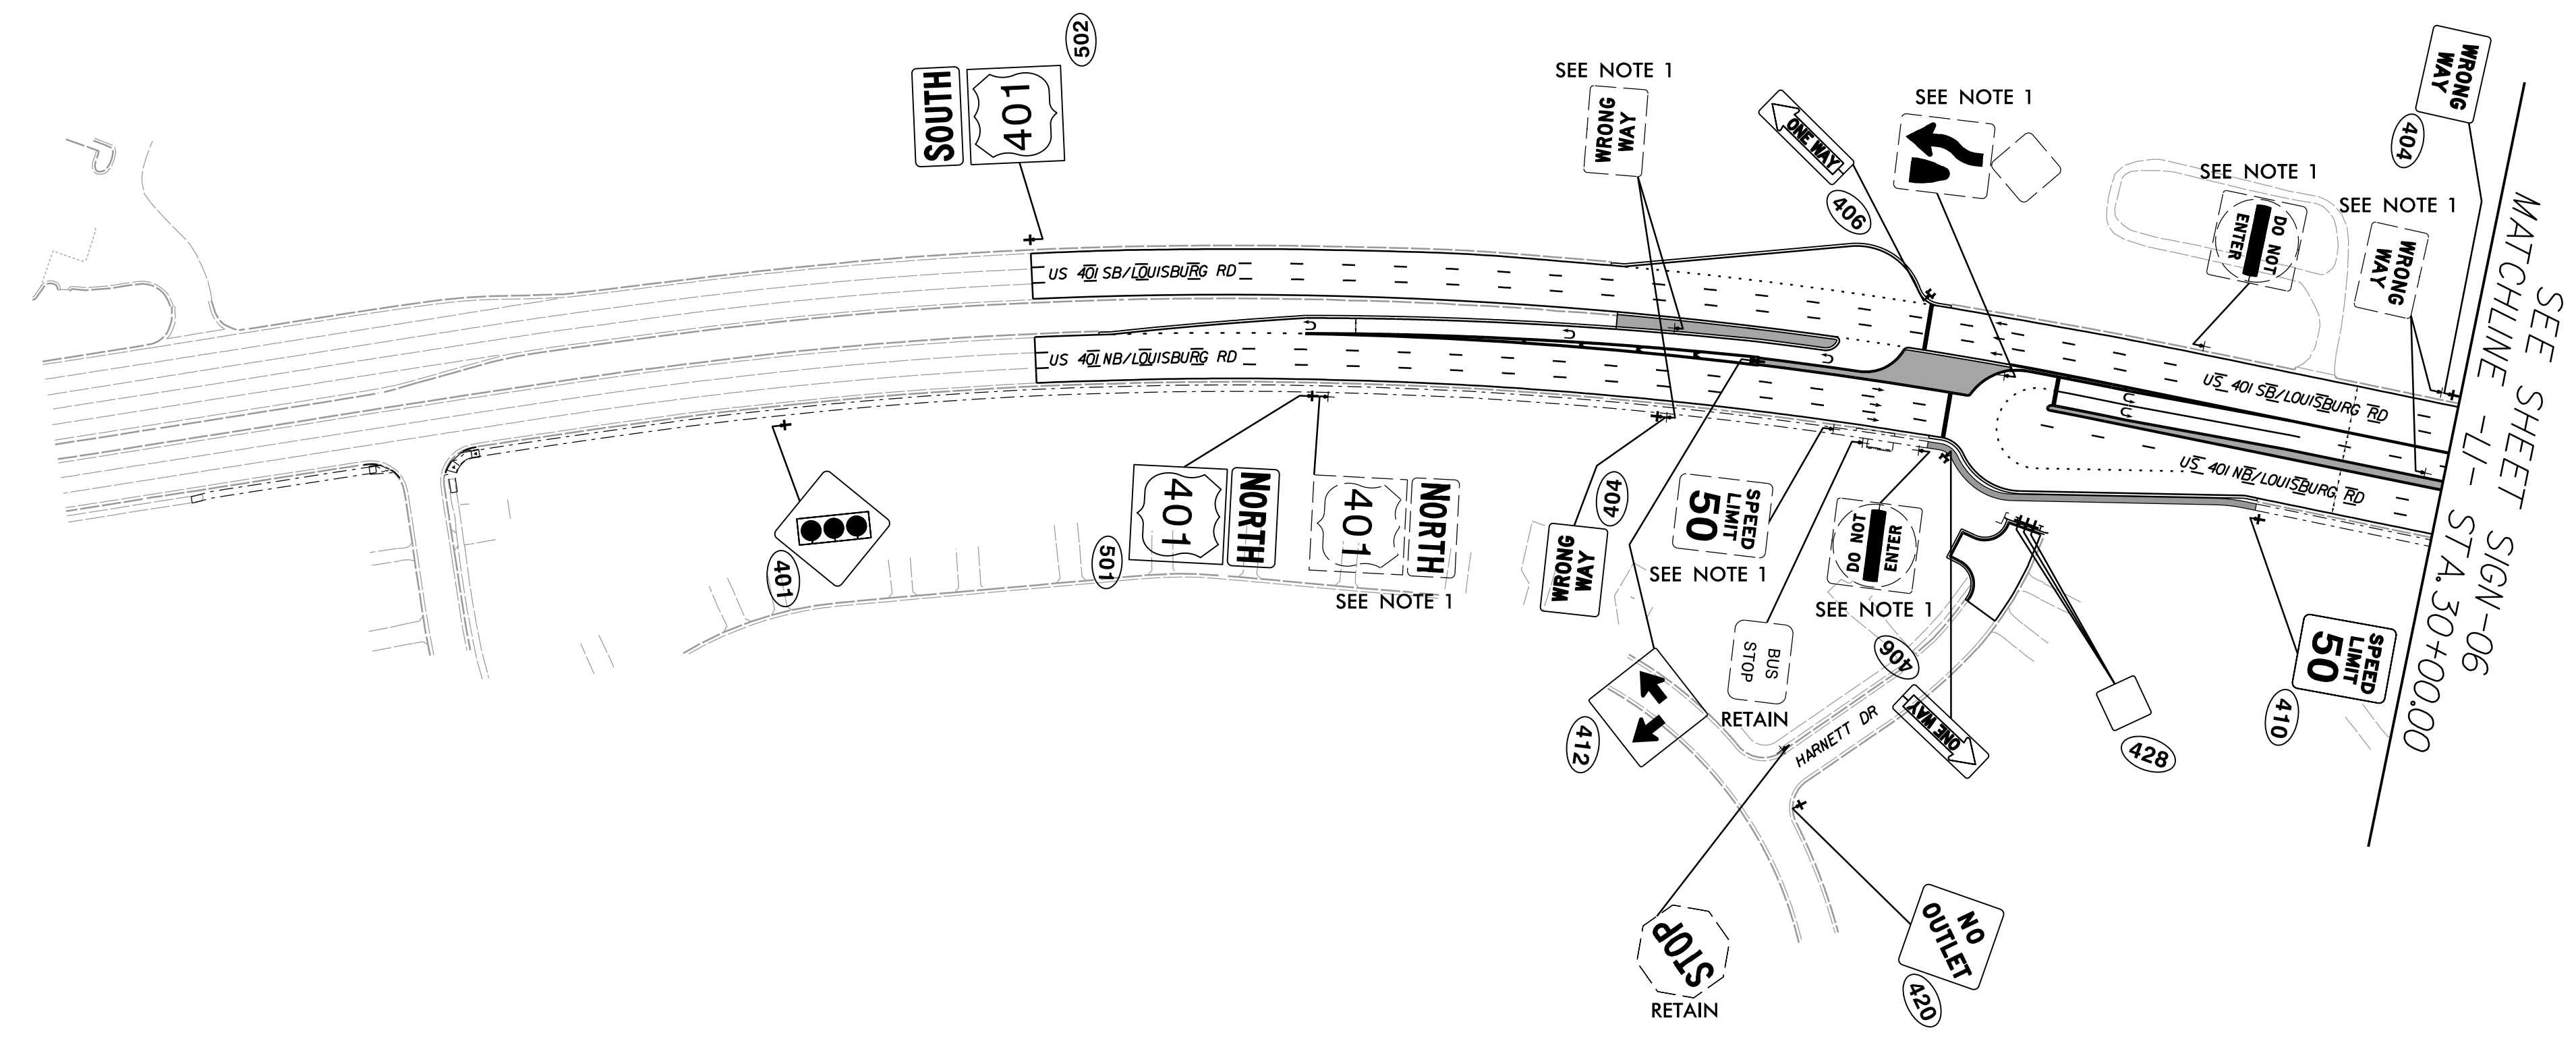 502
SOUTH
401
SEE NOTE 1
WRONG
WAY
ONE WAY
406
SEE NOTE 1
SEE NOTE 1
DO NOT
ENTER
SEE NOTE 1
WRONG
WAY
WRONG
WAY
404
SEE SHEET SIGN-06
MATCHLINE -L1- STA. 30+00.00
US 401 SB/LOUISBURG RD
US 401 NB/LOUISBURG RD
US 401 SB/LOUISBURG RD
US 401 NB/LOUISBURG RD
401
401
NORTH
501
401
NORTH
SEE NOTE 1
WRONG
WAY
404
SPEED
LIMIT
50
SEE NOTE 1
DO NOT
ENTER
SEE NOTE 1
BUS
STOP
RETAIN
412
406
ONE WAY
HARNETT DR
428
SPEED
LIMIT
50
410
STOP
RETAIN
NO
OUTLET
420